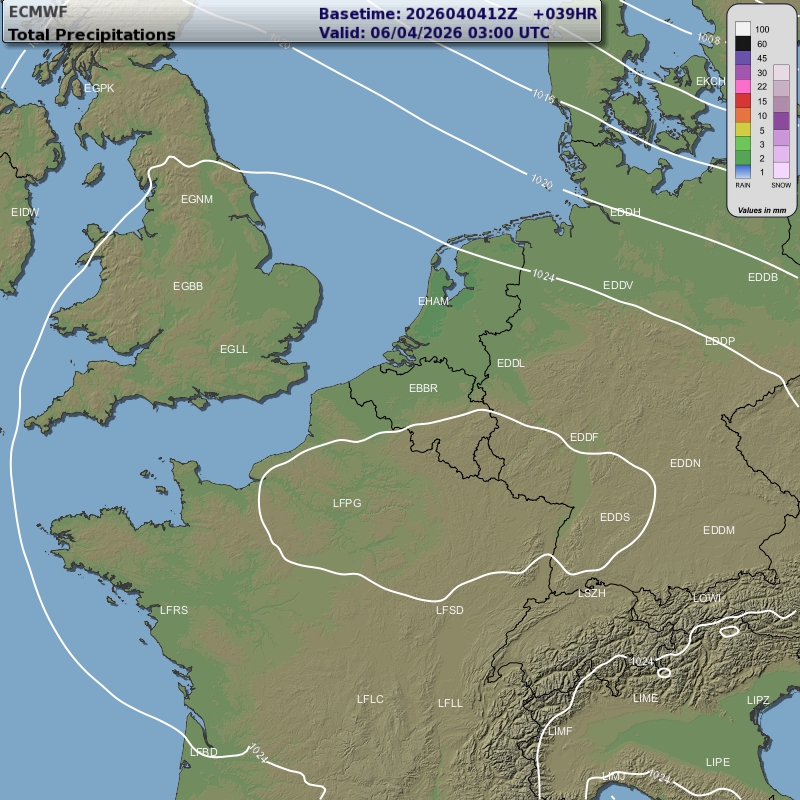 ECMWF
Basetime: 2026040412Z +039HR
Total Precipitations
Valid: 06/04/2026 03:00 UTC
1020
1008
100
60
45
30
22
15
10
5
3
2
1
RAIN
SNOW
Values in mm
EKCH
EGPK
1016
1020
EGNM
EIDW
EDDH
1024
EGBB
EDDV
EDDB
EHAM
EDDP
EGLL
EDDL
EBBR
EDDF
EDDN
LFPG
EDDS
EDDM
LSZH
LOWI
LFRS
LFSD
1024
LFLC
LFLL
LIME
LIPZ
LIMF
LFBD
1024
LIPE
LIMJ
1024